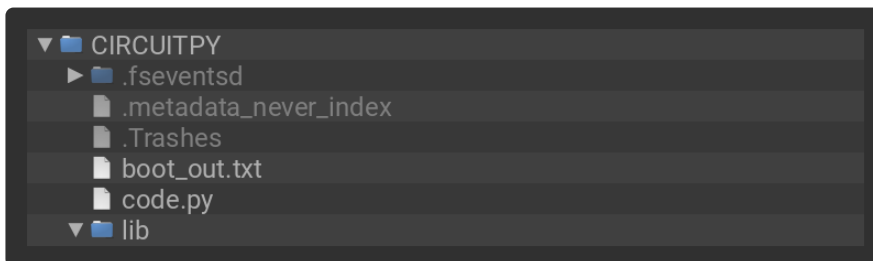 CIRCUITPY
.fseventsd
.metadata_never_index
.Trashes
boot_out.txt
code.py
lib